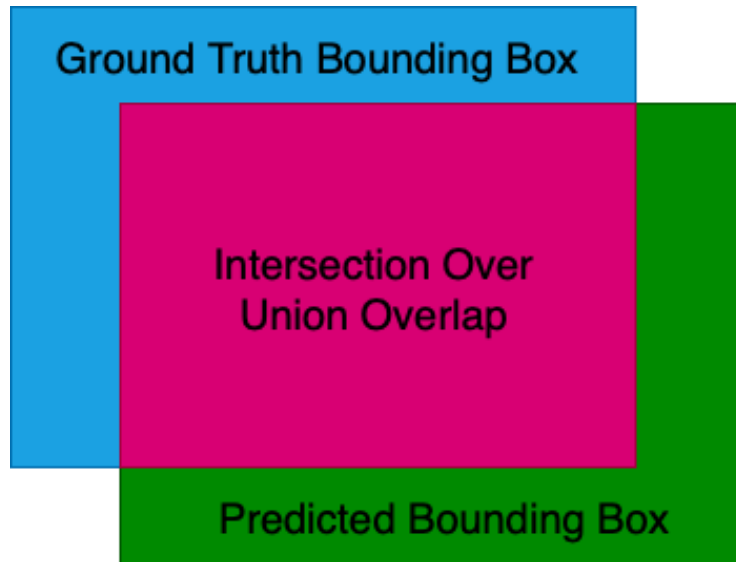 Ground Truth Bounding Box
Intersection Over
Union Overlap
Predicted Bounding Box